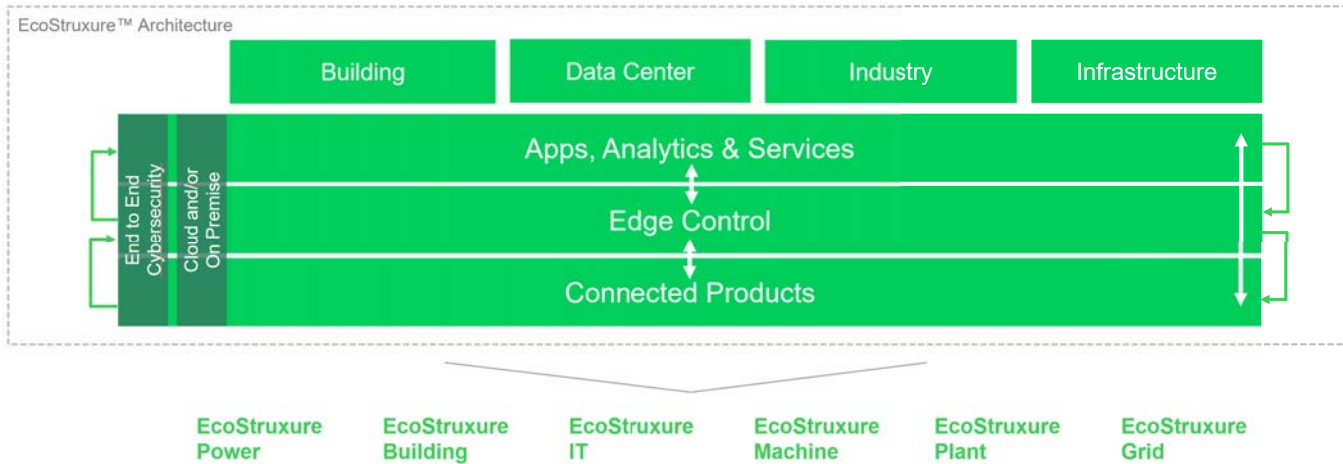 EcoStruxure™ Architecture
Building
Data Center
Industry
Infrastructure
End to End
Cybersecurity
Cloud and/or
On Premise
Apps, Analytics & Services
Edge Control
Connected Products
EcoStruxure
Power
EcoStruxure
Building
EcoStruxure
IT
EcoStruxure
Machine
EcoStruxure
Plant
EcoStruxure
Grid